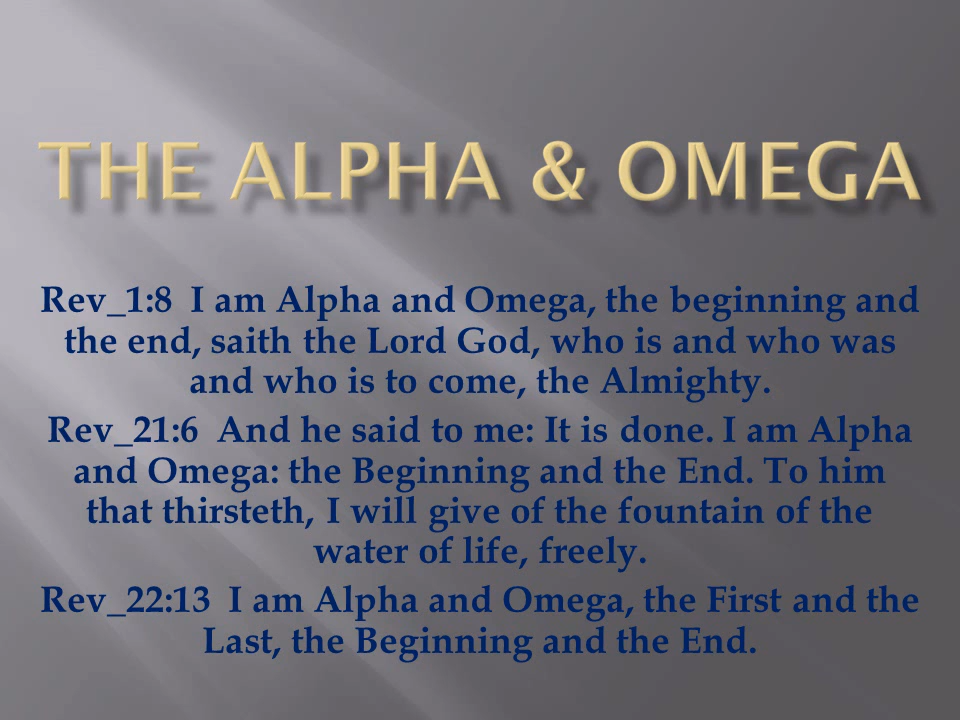 THE ALPHA & OMEGA
Rev_1:8  I am Alpha and Omega, the beginning and
the end, saith the Lord God, who is and who was
and who is to come, the Almighty.
Rev_21:6  And he said to me: It is done. I am Alpha
and Omega: the Beginning and the End. To him
that thirsteth, I will give of the fountain of the
water of life, freely.
Rev_22:13  I am Alpha and Omega, the First and the
Last, the Beginning and the End.